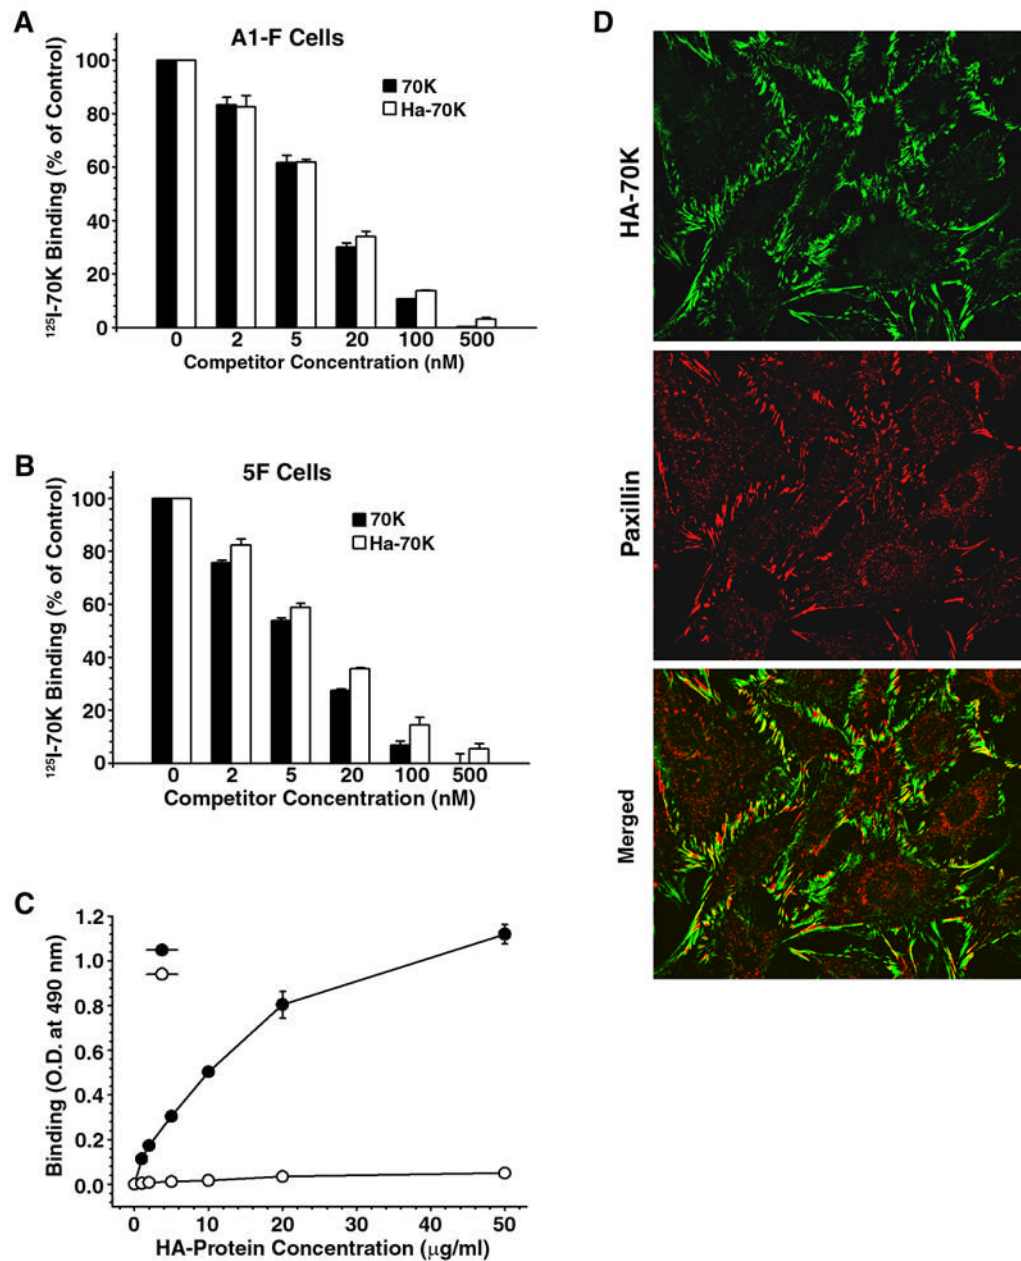 A
A1-F Cells
¹²⁵I-70K Binding (% of Control)
100
80
60
40
20
0
70K
Ha-70K
0 2 5 20 100 500
Competitor Concentration (nM)
B
5F Cells
¹²⁵I-70K Binding (% of Control)
100
80
60
40
20
0
70K
Ha-70K
0 2 5 20 100 500
Competitor Concentration (nM)
C
Binding (O.D. at 490 nm)
1.2
1.0
0.8
0.6
0.4
0.2
0.0
0 10 20 30 40 50
HA-Protein Concentration (μg/ml)
D
HA-70K
Paxillin
Merged